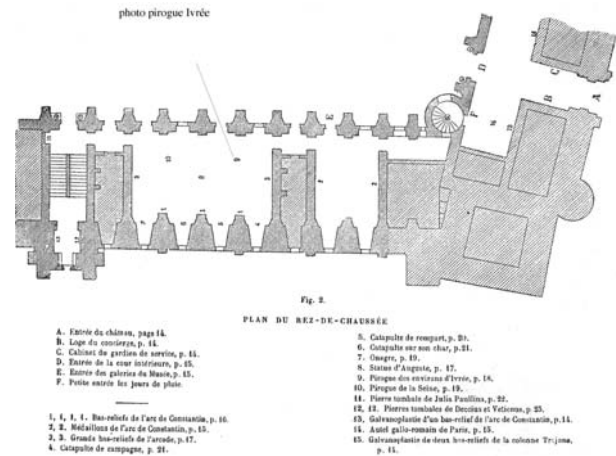 photo pirogue Ivrée
Fig. 2.
PLAN DU REZ-DE-CHAUSSÉE
A. Entrée du château, page 14.
B. Loge du concierge, p. 14.
C. Cabinet du gardien de service, p. 14.
D. Entrée de la cour intérieure, p. 15.
E. Entrée des galeries du Musée, p. 15.
F. Petite entrée les jours de pluie.
1, 1, 1, 1. Bas-reliefs de l'arc de Constantin, p. 16.
2, 2. Médaillons de l'arc de Constantin, p. 15.
3, 3. Grands bas-reliefs de l'arcade, p. 17.
4. Catapulte de campagne, p. 21.
5. Catapulte de rempart, p. 20.
6. Catapulte sur son char, p. 21.
7. Onagre, p. 19.
8. Statue d'Auguste, p. 17.
9. Pirogue des environs d'Ivrée, p. 18.
10. Pirogue de la Seine, p. 19.
11. Pierre tombale de Julia Paullina, p. 22.
12, 12. Pierres tombales de Deccius et Vetienus, p. 25.
13. Galvanoplastie d'un bas-relief de l'arc de Constantin, p. 14.
14. Autel gallo-romain de Paris, p. 15.
15. Galvanoplastie de deux bas-reliefs de la colonne Trajane,
p. 14.